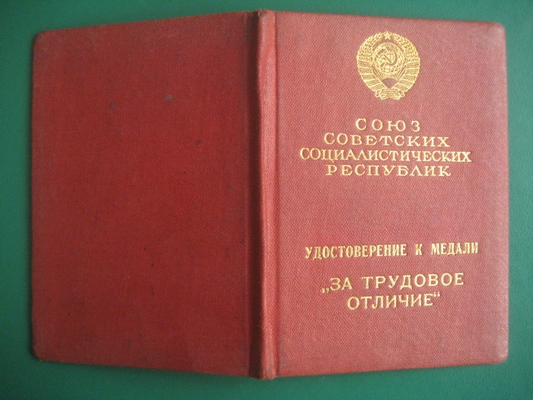 СОЮЗ
СОВЕТСКИХ
СОЦИАЛИСТИЧЕСКИХ
РЕСПУБЛИК
УДОСТОВЕРЕНИЕ К МЕДАЛИ
„ЗА ТРУДОВОЕ
ОТЛИЧИЕ“